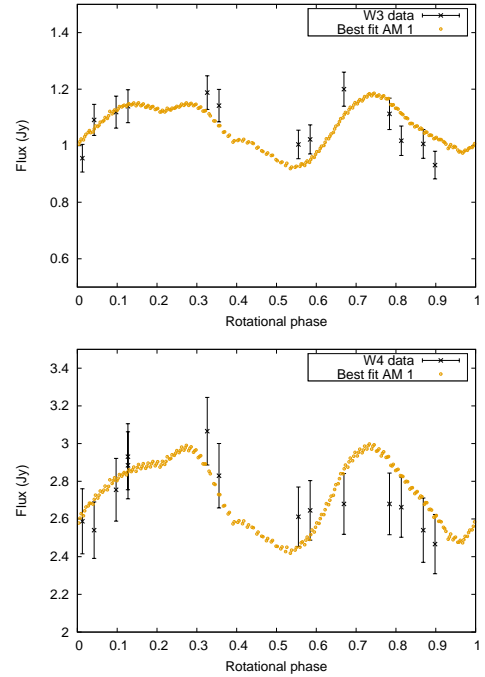 W3 data
Best fit AM 1
1.4
1.2
1
0.8
0.6
Flux (Jy)
0 0.1 0.2 0.3 0.4 0.5 0.6 0.7 0.8 0.9 1
Rotational phase
W4 data
Best fit AM 1
3.4
3.2
3
2.8
2.6
2.4
2.2
2
Flux (Jy)
0 0.1 0.2 0.3 0.4 0.5 0.6 0.7 0.8 0.9 1
Rotational phase